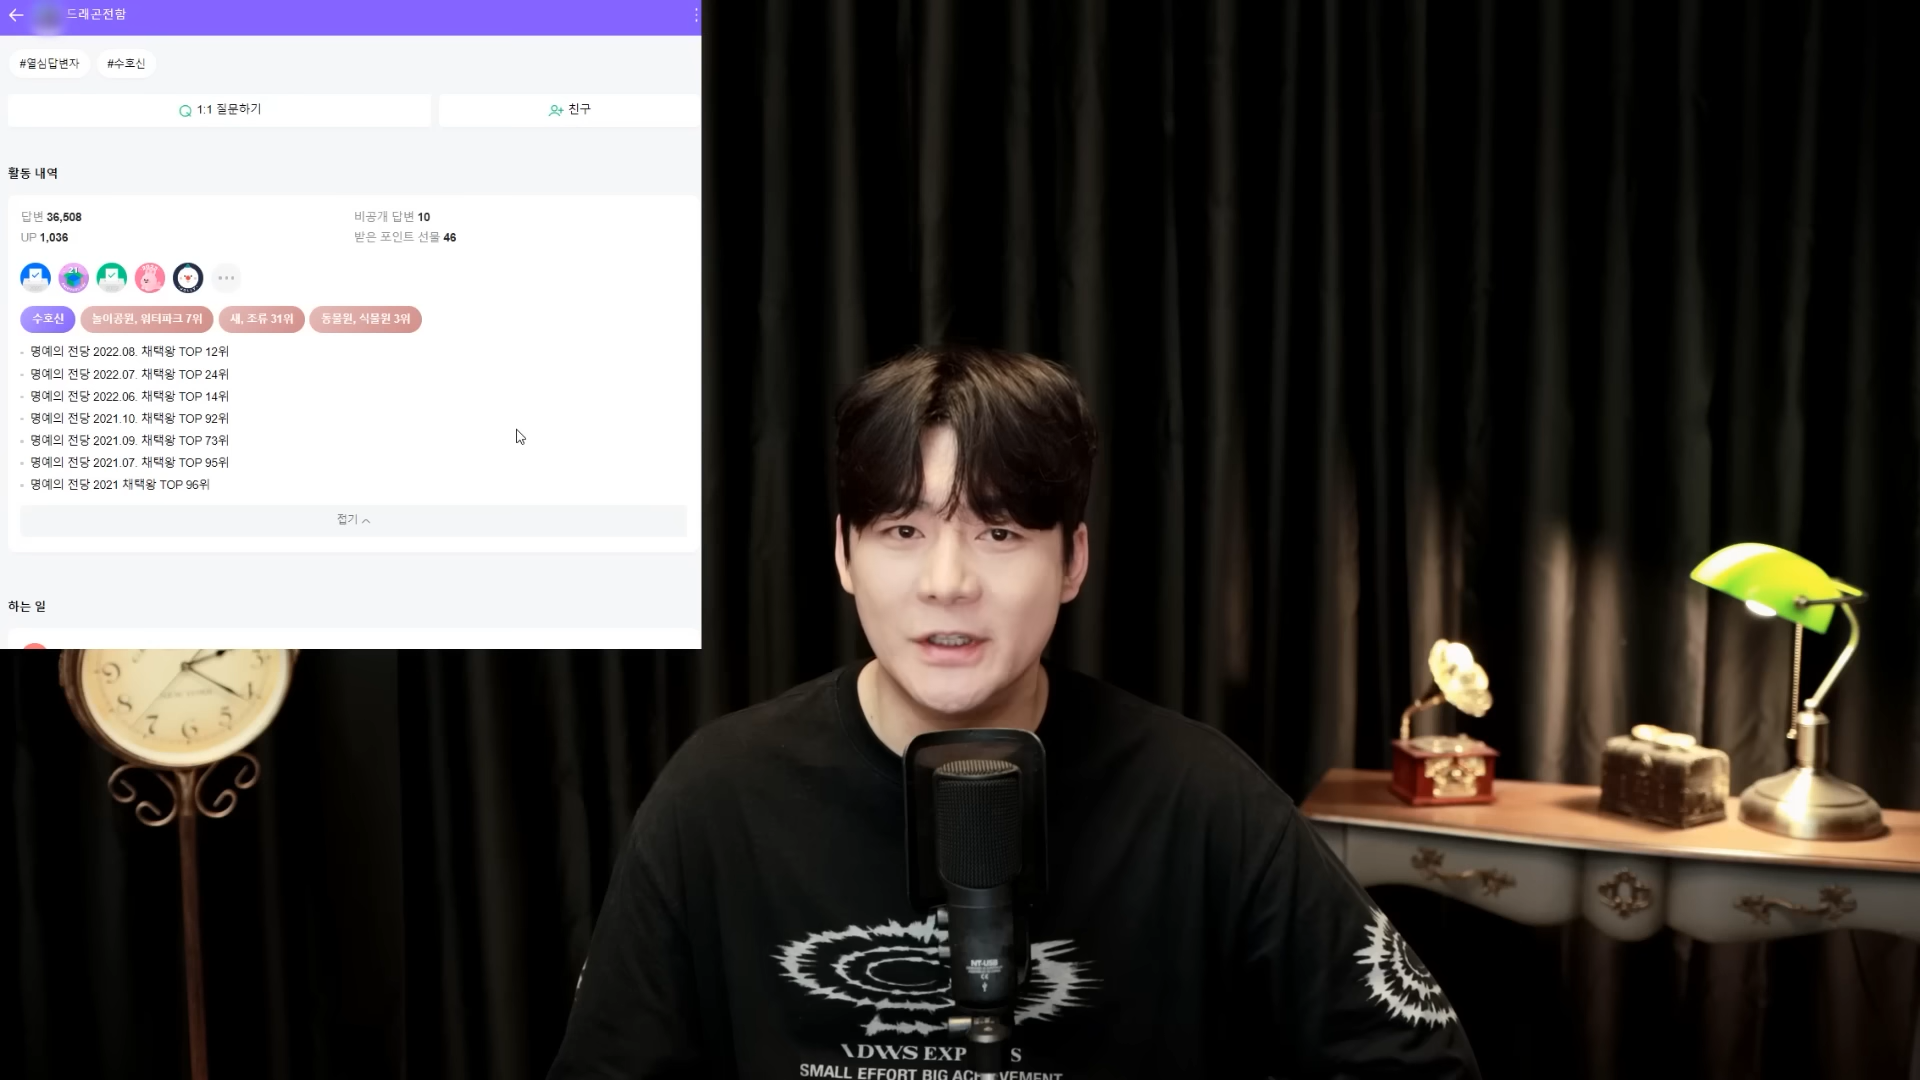 드래곤전함
#열심답변자 #수호신
1:1 질문하기 친구
활동 내역
답변 36,508 비공개 답변 10
UP 1,036 받은 포인트 선물 46
수호신 놀이공원, 워터파크 7위 새, 조류 31위 동물원, 식물원 3위
명예의 전당 2022.08. 채택왕 TOP 12위
명예의 전당 2022.07. 채택왕 TOP 24위
명예의 전당 2022.06. 채택왕 TOP 14위
명예의 전당 2021.10. 채택왕 TOP 92위
명예의 전당 2021.09. 채택왕 TOP 73위
명예의 전당 2021.07. 채택왕 TOP 95위
명예의 전당 2021 채택왕 TOP 96위
접기
하는 일
9
8
7
6
5
NT-USB
EXP S
SMALL EFFORT BIG